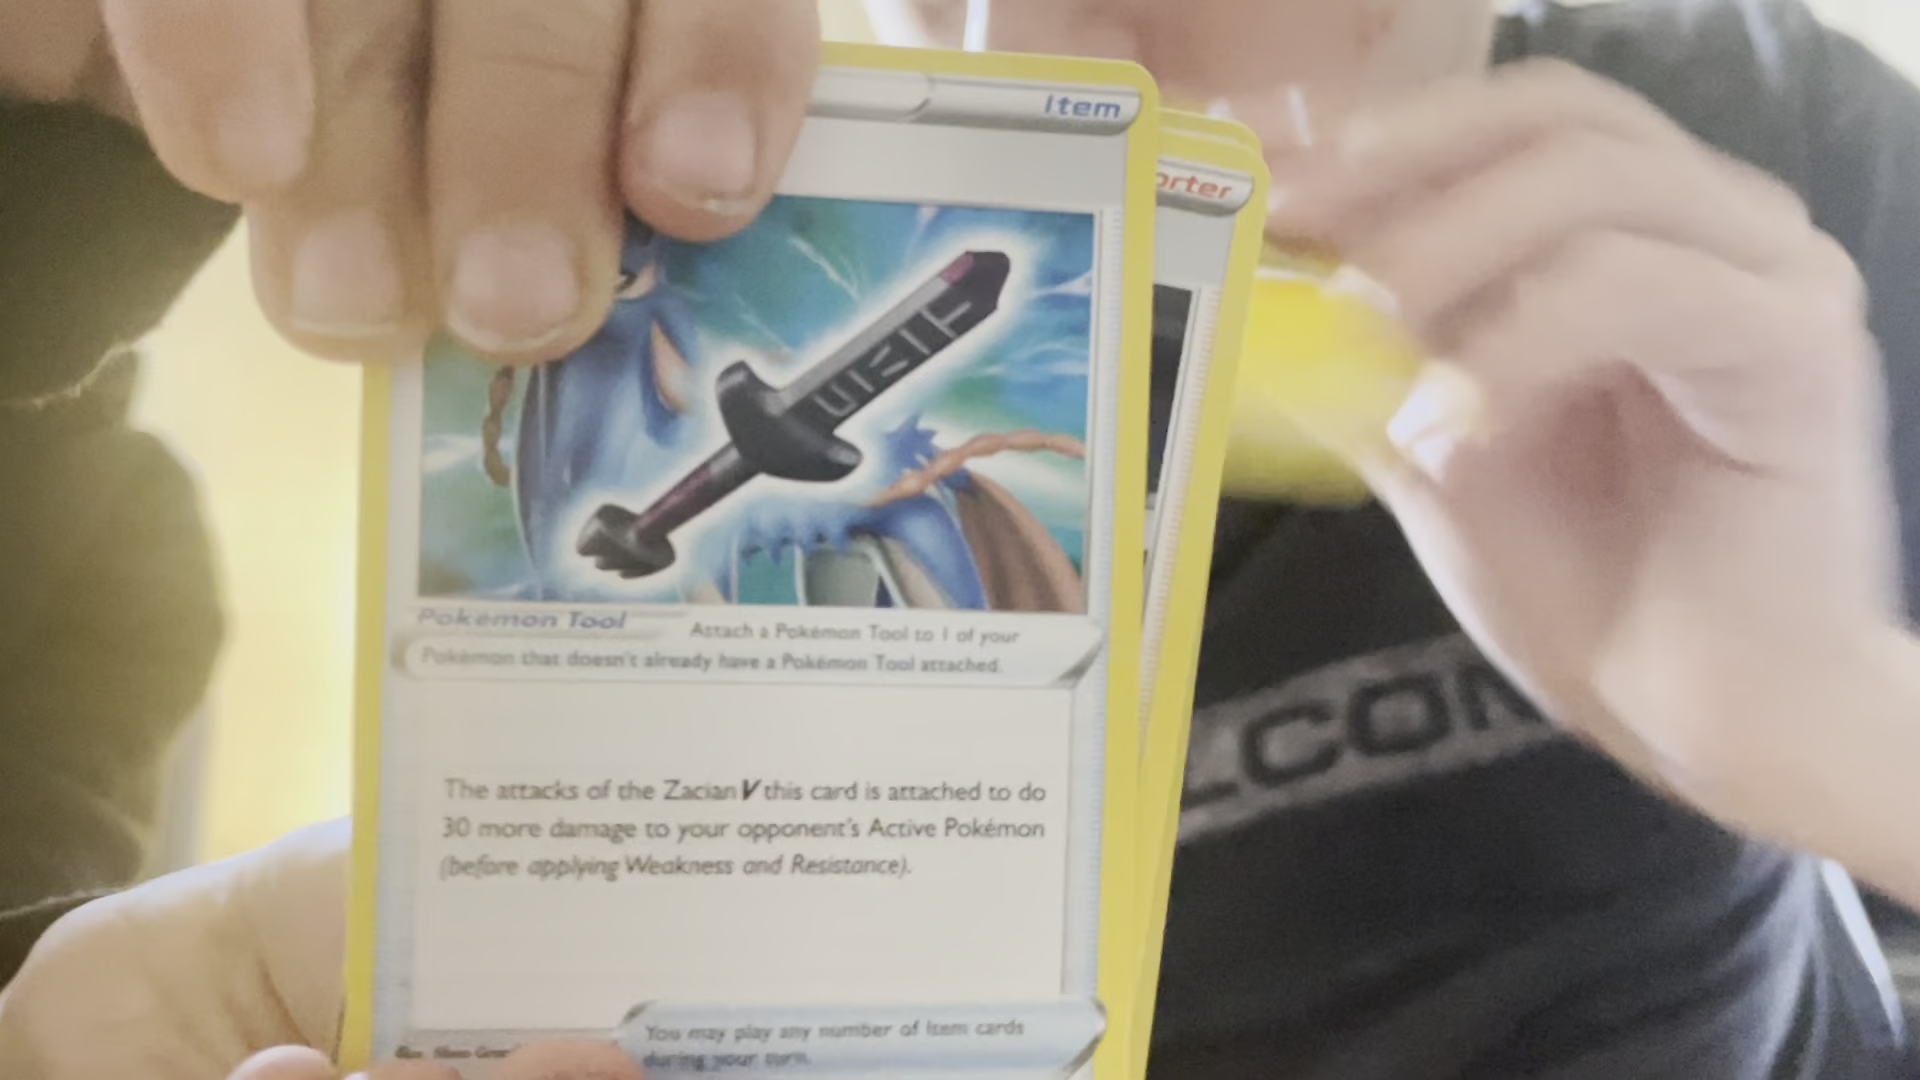 Item
orter
Pokémon Tool
Attach a Pokémon Tool to 1 of your
Pokémon that doesn't already have a Pokémon Tool attached.
The attacks of the Zacian V this card is attached to do
30 more damage to your opponent's Active Pokémon
(before applying Weakness and Resistance).
You may play any number of Item cards
during your turn.
LCOM